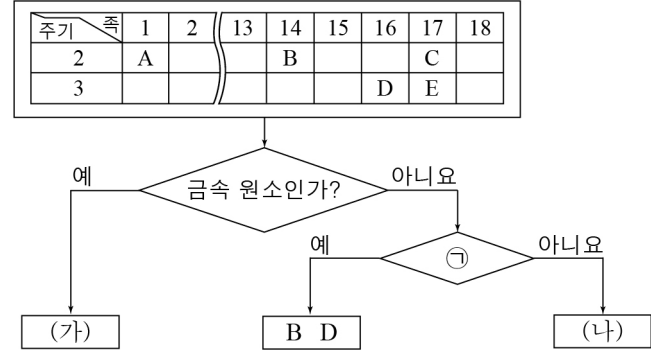 주기 족 1 2 13 14 15 16 17 18
2 A B C
3 D E
금속 원소인가?
예 아니요
㉠
예 아니요
(가) B D (나)